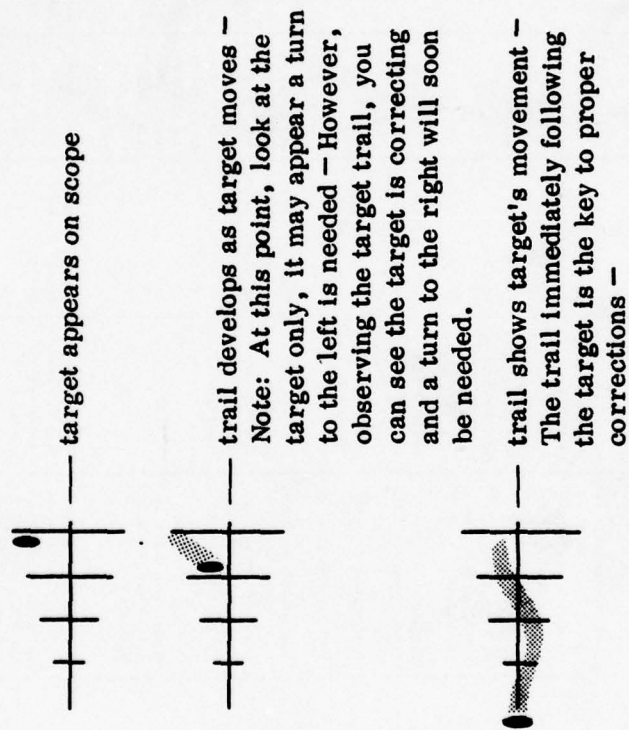 target appears on scope
trail develops as target moves —
Note: At this point, look at the
target only, it may appear a turn
to the left is needed — However,
observing the target trail, you
can see the target is correcting
and a turn to the right will soon
be needed.
trail shows target's movement —
The trail immediately following
the target is the key to proper
corrections —